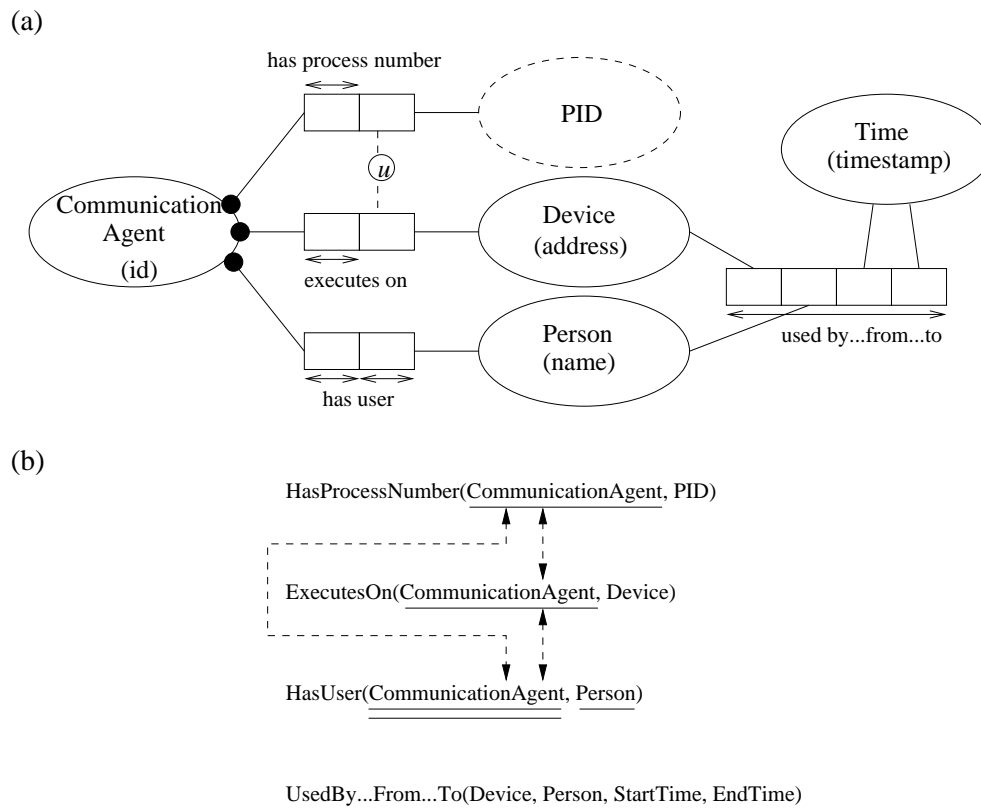 (a)
has process number
PID
Time
(timestamp)
u
Communication
Agent
(id)
Device
(address)
executes on
used by...from...to
Person
(name)
has user
(b)
HasProcessNumber(CommunicationAgent, PID)
ExecutesOn(CommunicationAgent, Device)
HasUser(CommunicationAgent, Person)
UsedBy...From...To(Device, Person, StartTime, EndTime)